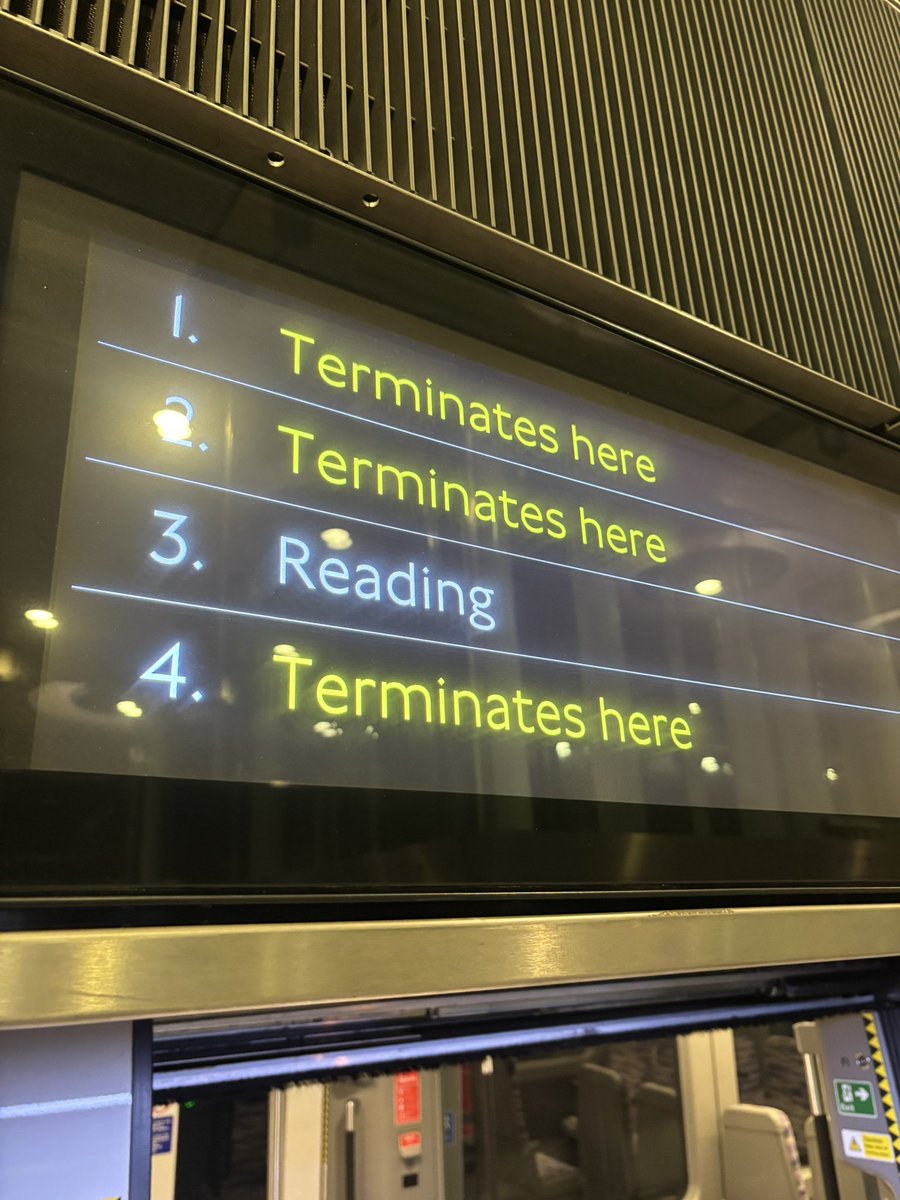 1. Terminates here
2. Terminates here
3. Reading
4. Terminates here
Exit